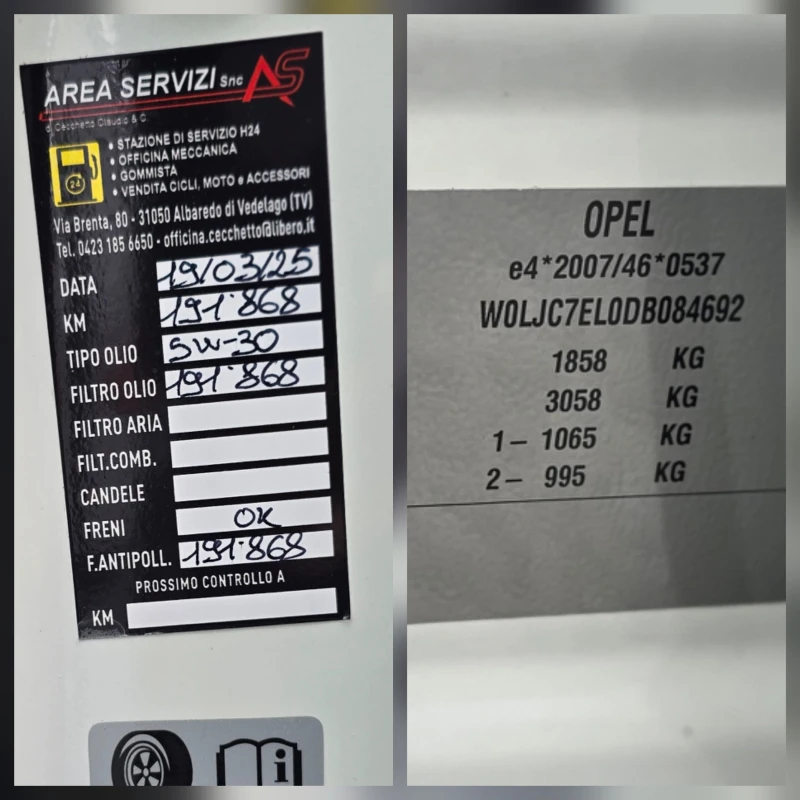 AREA SERVIZI Snc AS
di Cecchetto Claudio & C.
• STAZIONE DI SERVIZIO H24
• OFFICINA MECCANICA
• GOMMISTA
• VENDITA CICLI, MOTO e ACCESSORI
24
Via Brenta, 80 - 31050 Albaredo di Vedelago (TV)
Tel. 0423 185 6650 - officina.cecchetto@libero.it
DATA 19/03/25
KM 191'868
TIPO OLIO 5W-30
FILTRO OLIO 191'868
FILTRO ARIA
FILT.COMB.
CANDELE
FRENI OK
F.ANTIPOLL. 191'868
PROSSIMO CONTROLLO A
KM
i
OPEL
e4*2007/46*0537
W0LJC7EL0DB084692
1858 KG
3058 KG
1- 1065 KG
2- 995 KG